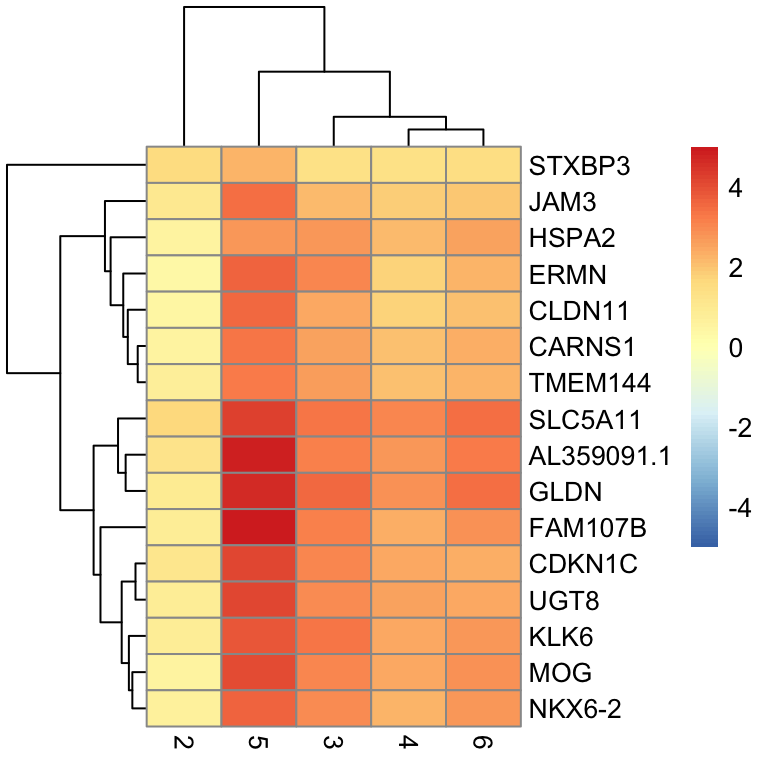 STXBP3
JAM3
HSPA2
ERMN
CLDN11
CARNS1
TMEM144
SLC5A11
AL359091.1
GLDN
FAM107B
CDKN1C
UGT8
KLK6
MOG
NKX6-2
4
2
0
-2
-4
2 5 3 4 6